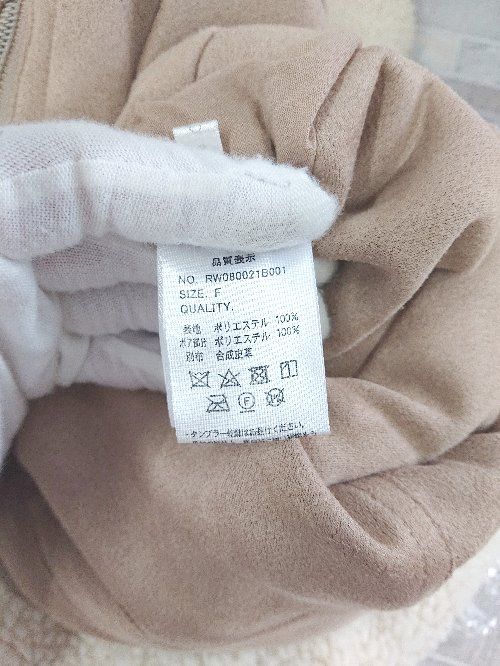 品質表示
NO. RW080021B001
SIZE. F
QUALITY.
表地 ポリエステル 100%
ボア部分 ポリエステル 100%
別布 合成皮革